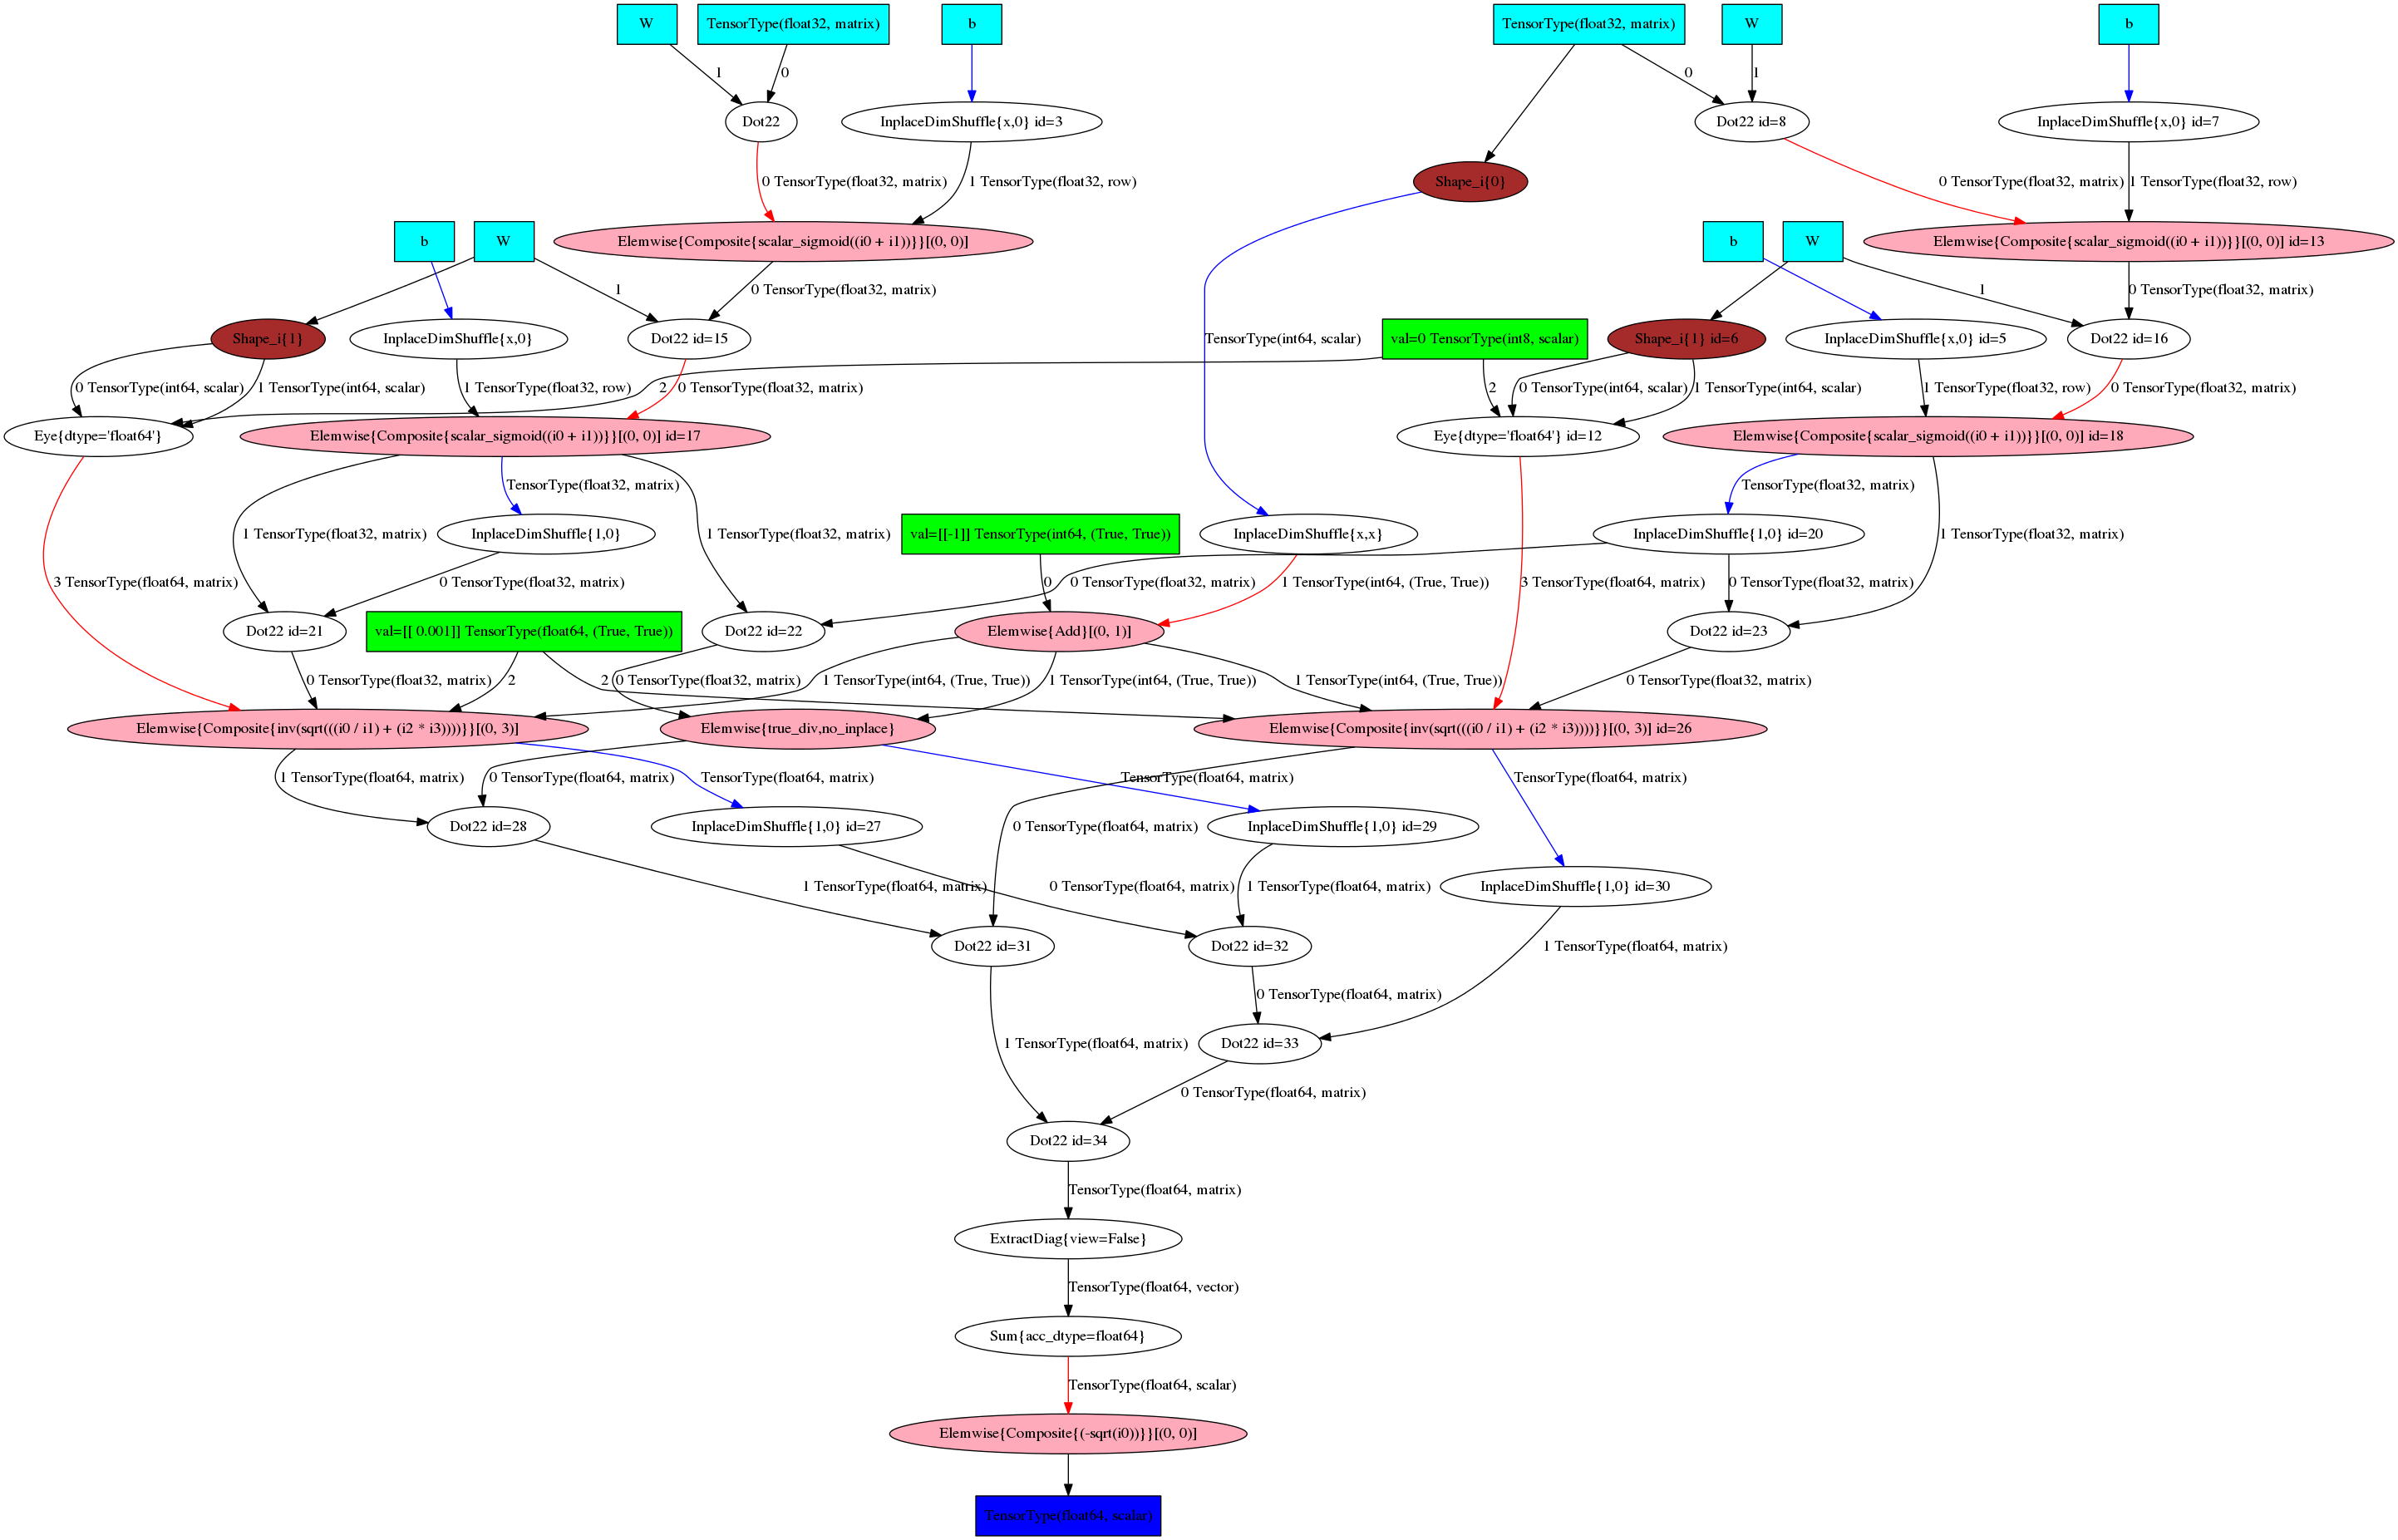 W
TensorType(float32, matrix)
b
TensorType(float32, matrix)
W
b
1
0
0
1
Dot22
InplaceDimShuffle{x,0} id=3
Dot22 id=8
InplaceDimShuffle{x,0} id=7
0 TensorType(float32, matrix)
1 TensorType(float32, row)
Shape_i{0}
0 TensorType(float32, matrix)
1 TensorType(float32, row)
b
W
Elemwise{Composite{scalar_sigmoid((i0 + i1))}}[(0, 0)]
b
W
Elemwise{Composite{scalar_sigmoid((i0 + i1))}}[(0, 0)] id=13
1
0 TensorType(float32, matrix)
1
0 TensorType(float32, matrix)
Shape_i{1}
InplaceDimShuffle{x,0}
Dot22 id=15
TensorType(int64, scalar)
val=0 TensorType(int8, scalar)
Shape_i{1} id=6
InplaceDimShuffle{x,0} id=5
Dot22 id=16
0 TensorType(int64, scalar)
1 TensorType(int64, scalar)
1 TensorType(float32, row)
2
0 TensorType(float32, matrix)
2
0 TensorType(int64, scalar)
1 TensorType(int64, scalar)
1 TensorType(float32, row)
0 TensorType(float32, matrix)
Eye{dtype='float64'}
Elemwise{Composite{scalar_sigmoid((i0 + i1))}}[(0, 0)] id=17
Eye{dtype='float64'} id=12
Elemwise{Composite{scalar_sigmoid((i0 + i1))}}[(0, 0)] id=18
TensorType(float32, matrix)
TensorType(float32, matrix)
1 TensorType(float32, matrix)
InplaceDimShuffle{1,0}
1 TensorType(float32, matrix)
val=[[-1]] TensorType(int64, (True, True))
InplaceDimShuffle{x,x}
InplaceDimShuffle{1,0} id=20
1 TensorType(float32, matrix)
3 TensorType(float64, matrix)
0 TensorType(float32, matrix)
0
0 TensorType(float32, matrix)
1 TensorType(int64, (True, True))
3 TensorType(float64, matrix)
0 TensorType(float32, matrix)
Dot22 id=21
val=[[ 0.001]] TensorType(float64, (True, True))
Dot22 id=22
Elemwise{Add}[(0, 1)]
Dot22 id=23
0 TensorType(float32, matrix)
2
2
0 TensorType(float32, matrix)
1 TensorType(int64, (True, True))
1 TensorType(int64, (True, True))
1 TensorType(int64, (True, True))
0 TensorType(float32, matrix)
Elemwise{Composite{inv(sqrt(((i0 / i1) + (i2 * i3))))}}[(0, 3)]
Elemwise{true_div,no_inplace}
Elemwise{Composite{inv(sqrt(((i0 / i1) + (i2 * i3))))}}[(0, 3)] id=26
1 TensorType(float64, matrix)
0 TensorType(float64, matrix)
TensorType(float64, matrix)
TensorType(float64, matrix)
TensorType(float64, matrix)
Dot22 id=28
InplaceDimShuffle{1,0} id=27
0 TensorType(float64, matrix)
InplaceDimShuffle{1,0} id=29
1 TensorType(float64, matrix)
0 TensorType(float64, matrix)
1 TensorType(float64, matrix)
InplaceDimShuffle{1,0} id=30
Dot22 id=31
Dot22 id=32
1 TensorType(float64, matrix)
0 TensorType(float64, matrix)
1 TensorType(float64, matrix)
Dot22 id=33
0 TensorType(float64, matrix)
Dot22 id=34
TensorType(float64, matrix)
ExtractDiag{view=False}
TensorType(float64, vector)
Sum{acc_dtype=float64}
TensorType(float64, scalar)
Elemwise{Composite{(-sqrt(i0))}}[(0, 0)]
TensorType(float64, scalar)